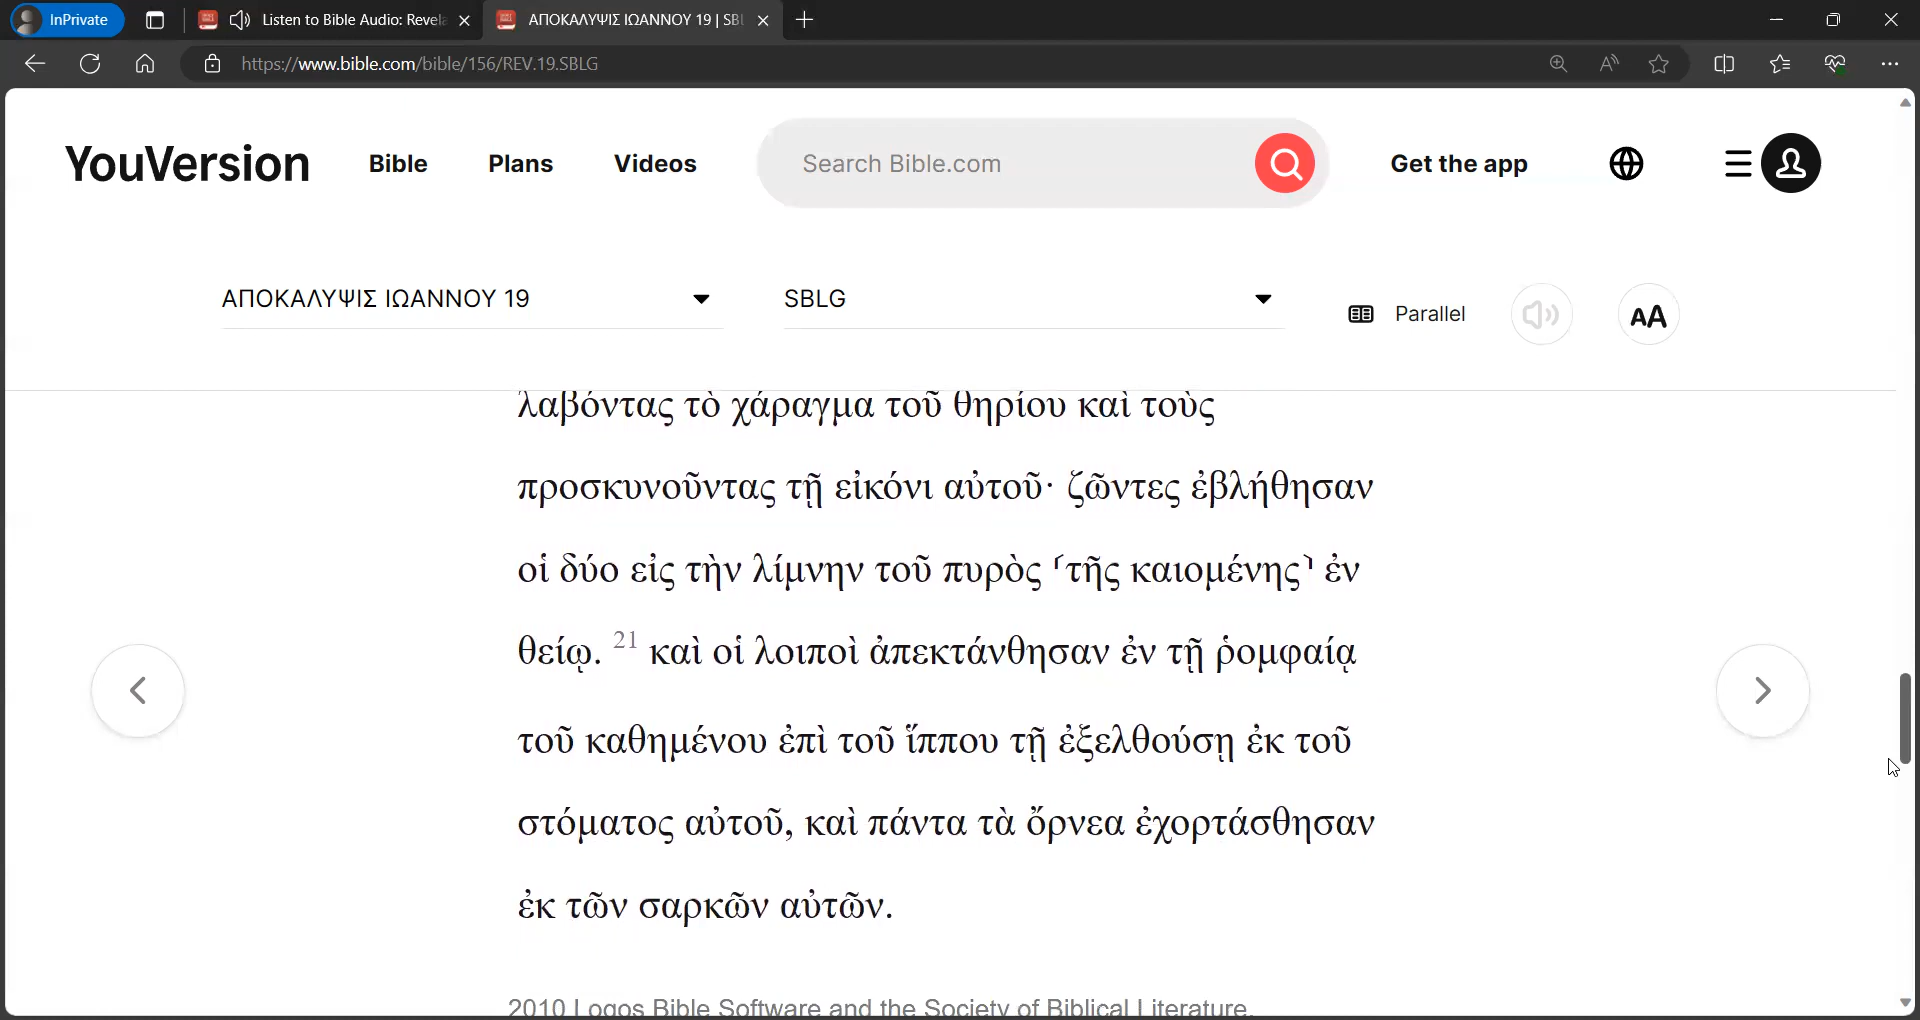 InPrivate
Listen to Bible Audio: Revela
ΑΠΟΚΑΛΥΨΙΣ ΙΩΑΝΝΟΥ 19 | SBL
https://www.bible.com/bible/156/REV.19.SBLG
YouVersion Bible Plans Videos Search Bible.com Get the app
ΑΠΟΚΑΛΥΨΙΣ ΙΩΑΝΝΟΥ 19 SBLG Parallel AA
λαβόντας τὸ χάραγμα τοῦ θηρίου καὶ τοὺς
προσκυνοῦντας τῇ εἰκόνι αὐτοῦ· ζῶντες ἐβλήθησαν
οἱ δύο εἰς τὴν λίμνην τοῦ πυρὸς ⸂τῆς καιομένης⸃ ἐν
θείῳ. 21 καὶ οἱ λοιποὶ ἀπεκτάνθησαν ἐν τῇ ῥομφαίᾳ
τοῦ καθημένου ἐπὶ τοῦ ἵππου τῇ ἐξελθούσῃ ἐκ τοῦ
στόματος αὐτοῦ, καὶ πάντα τὰ ὄρνεα ἐχορτάσθησαν
ἐκ τῶν σαρκῶν αὐτῶν.
2010 Logos Bible Software and the Society of Biblical Literature.